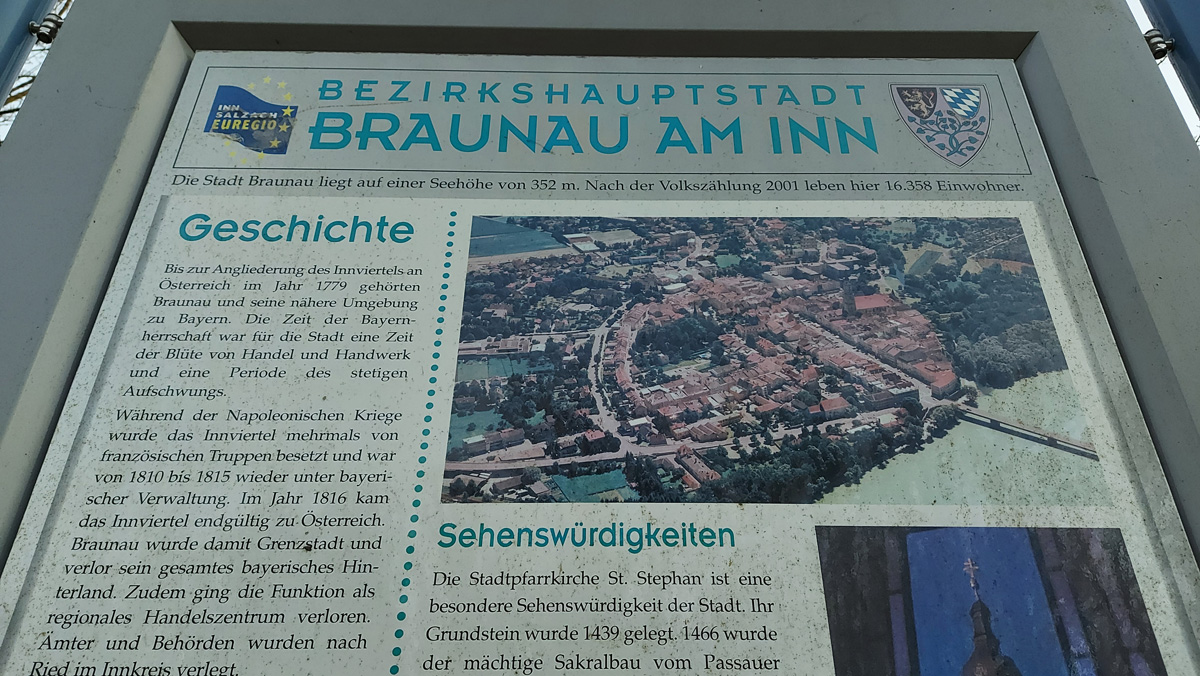 INN
SALZACH
EUREGIO
BEZIRKSHAUPTSTADT
BRAUNAU AM INN
Die Stadt Braunau liegt auf einer Seehöhe von 352 m. Nach der Volkszählung 2001 leben hier 16.358 Einwohner.
Geschichte
Bis zur Angliederung des Innviertels an
Österreich im Jahr 1779 gehörten
Braunau und seine nähere Umgebung
zu Bayern. Die Zeit der Bayern-
herrschaft war für die Stadt eine Zeit
der Blüte von Handel und Handwerk
und eine Periode des stetigen
Aufschwungs.
Während der Napoleonischen Kriege
wurde das Innviertel mehrmals von
französischen Truppen besetzt und war
von 1810 bis 1815 wieder unter bayeri-
scher Verwaltung. Im Jahr 1816 kam
das Innviertel endgültig zu Österreich.
Braunau wurde damit Grenzstadt und
verlor sein gesamtes bayerisches Hin-
terland. Zudem ging die Funktion als
regionales Handelszentrum verloren.
Ämter und Behörden wurden nach
Ried im Innkreis verlegt.
Sehenswürdigkeiten
Die Stadtpfarrkirche St. Stephan ist eine
besondere Sehenswürdigkeit der Stadt. Ihr
Grundstein wurde 1439 gelegt. 1466 wurde
der mächtige Sakralbau vom Passauer